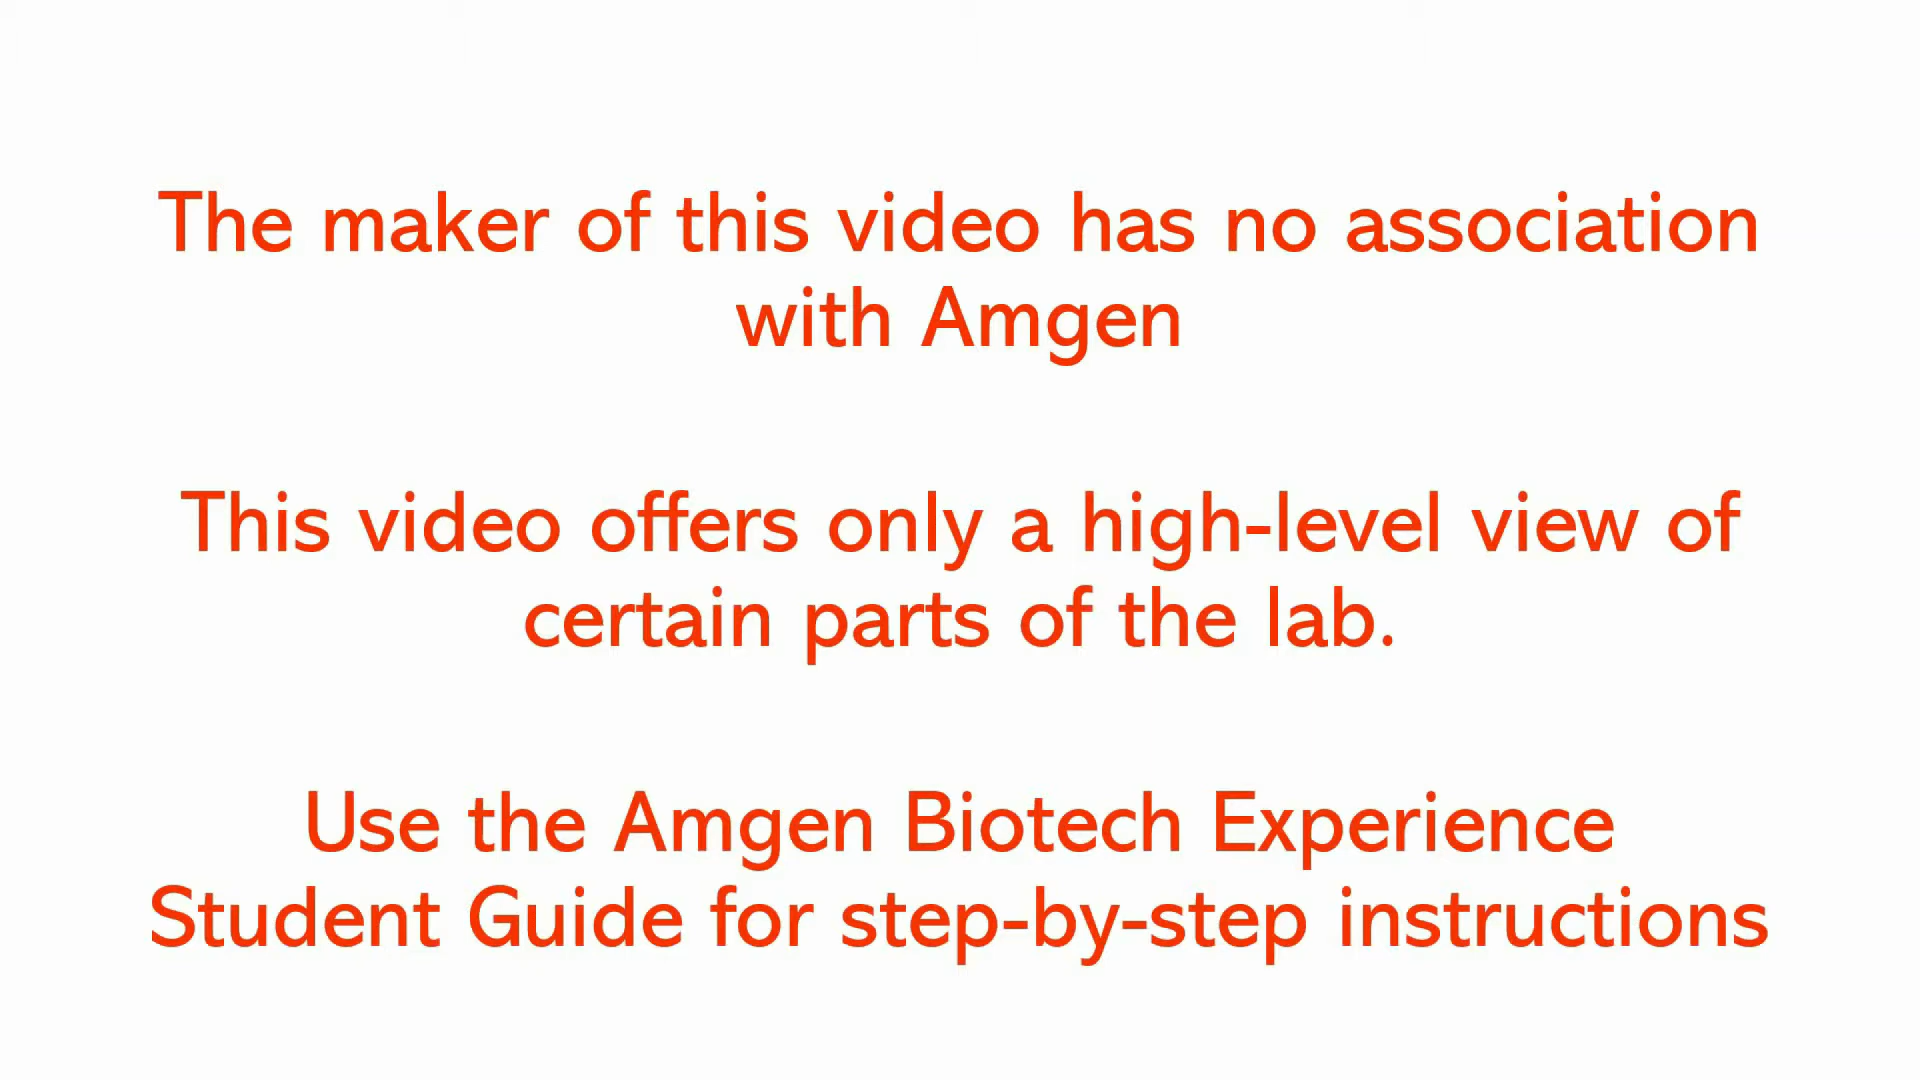 The maker of this video has no association
with Amgen
This video offers only a high-level view of
certain parts of the lab.
Use the Amgen Biotech Experience
Student Guide for step-by-step instructions